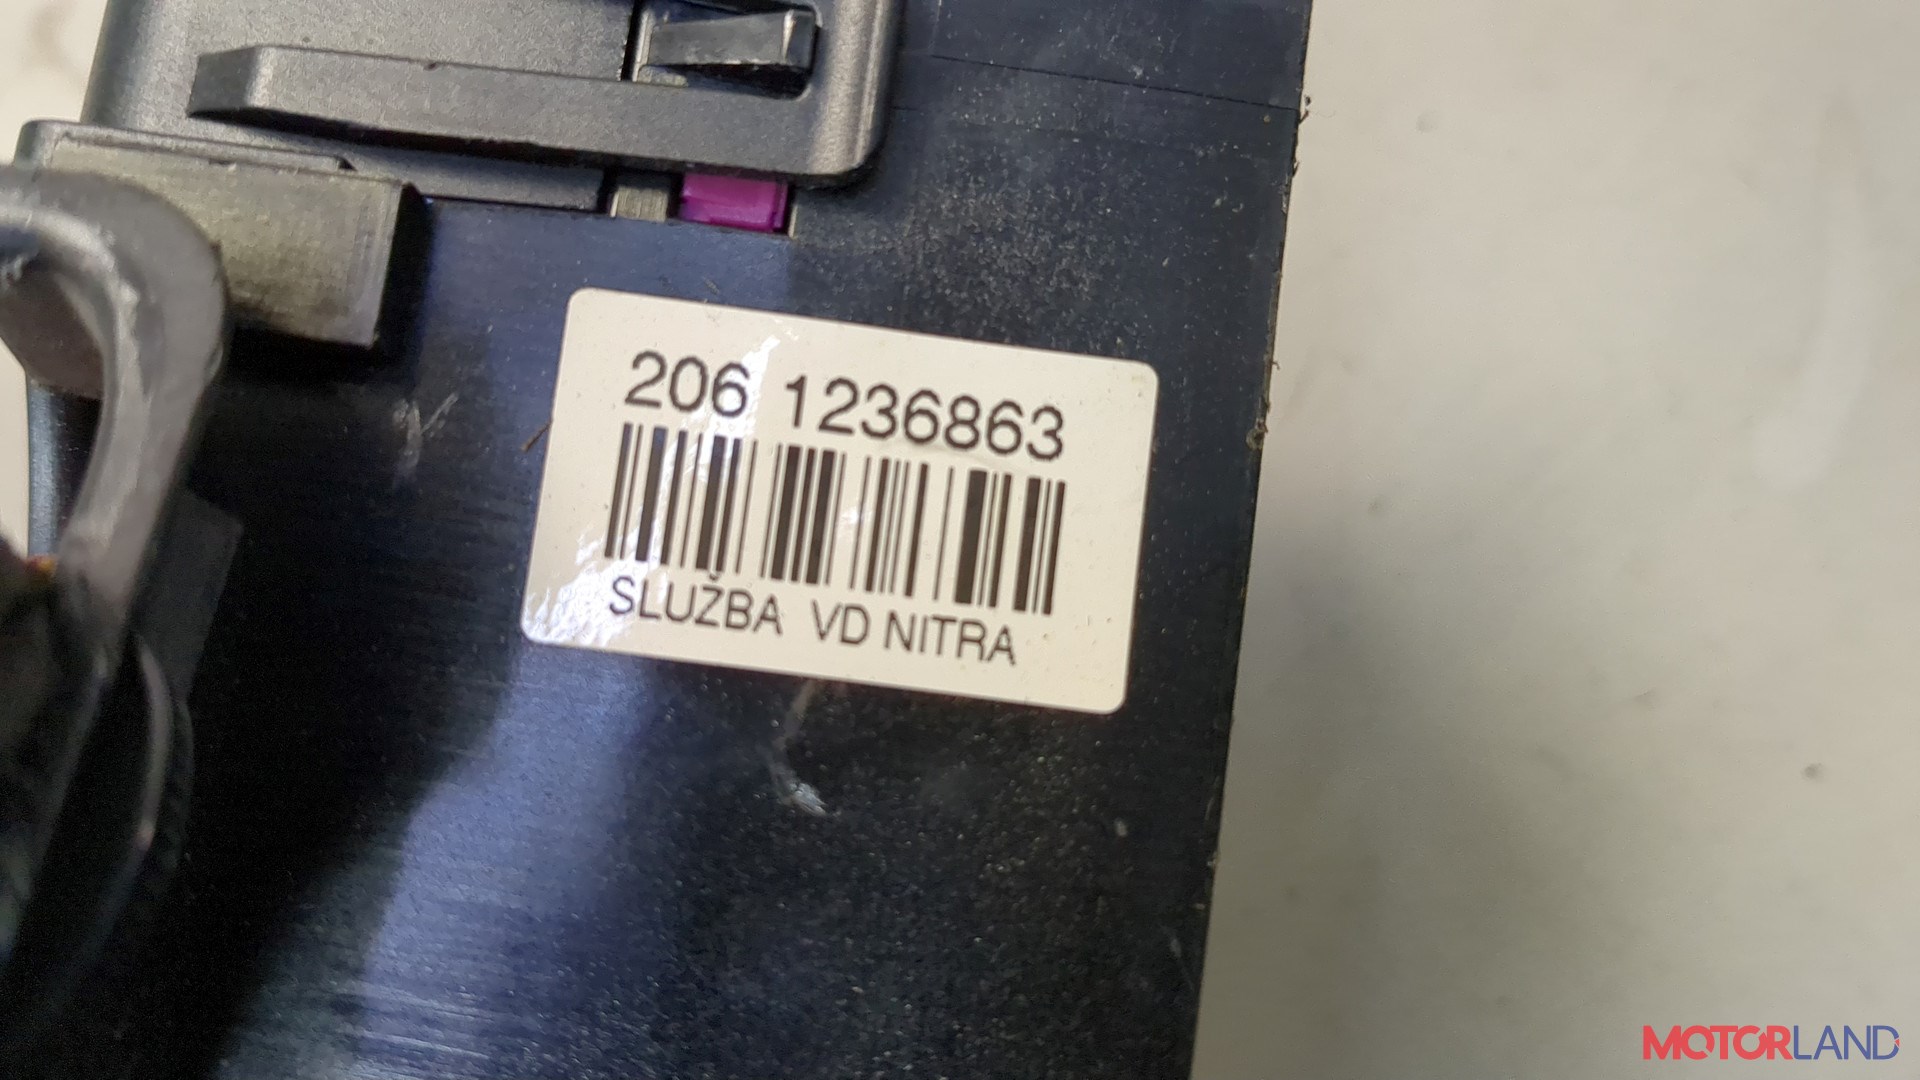 206 1236863
SLUŽBA VD NITRA
MOTORLAND